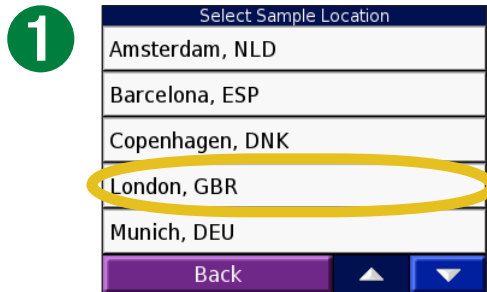 1
Select Sample Location
Amsterdam, NLD
Barcelona, ESP
Copenhagen, DNK
London, GBR
Munich, DEU
Back